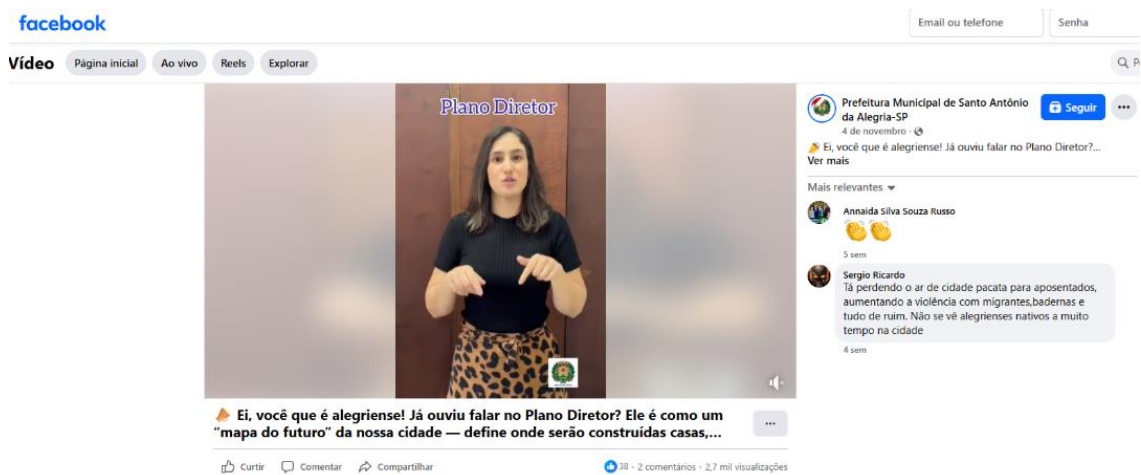 facebook
Email ou telefone
Senha
Vídeo
Página inicial
Ao vivo
Reels
Explorar
Plano Diretor
Prefeitura Municipal de Santo Antônio
da Alegria-SP
Seguir
4 de novembro ·
Ei, você que é alegriense! Já ouviu falar no Plano Diretor?...
Ver mais
Mais relevantes
Annaida Silva Souza Russo
5 sem
Sergio Ricardo
Tá perdendo o ar de cidade pacata para aposentados,
aumentando a violência com migrantes,badernas e
tudo de ruim. Não se vê alegrienses nativos a muito
tempo na cidade
4 sem
Ei, você que é alegriense! Já ouviu falar no Plano Diretor? Ele é como um
“mapa do futuro” da nossa cidade — define onde serão construídas casas,...
Curtir
Comentar
Compartilhar
38 · 2 comentários · 2,7 mil visualizações